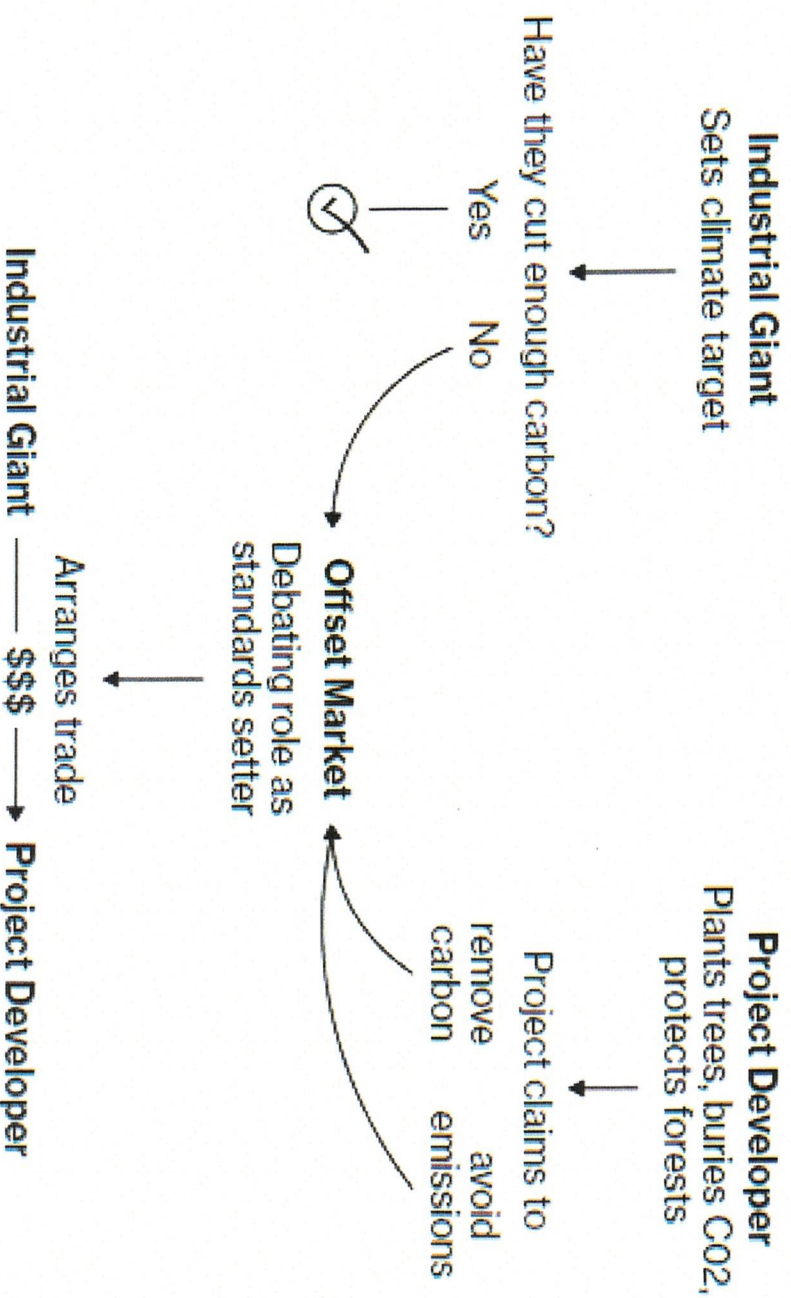 Industrial Giant
Sets climate target
Have they cut enough carbon?
Yes No
Project Developer
Plants trees, buries C02,
protects forests
Project claims to
remove avoid
carbon emissions
Offset Market
Debating role as
standards setter
Arranges trade
Industrial Giant $$$ Project Developer